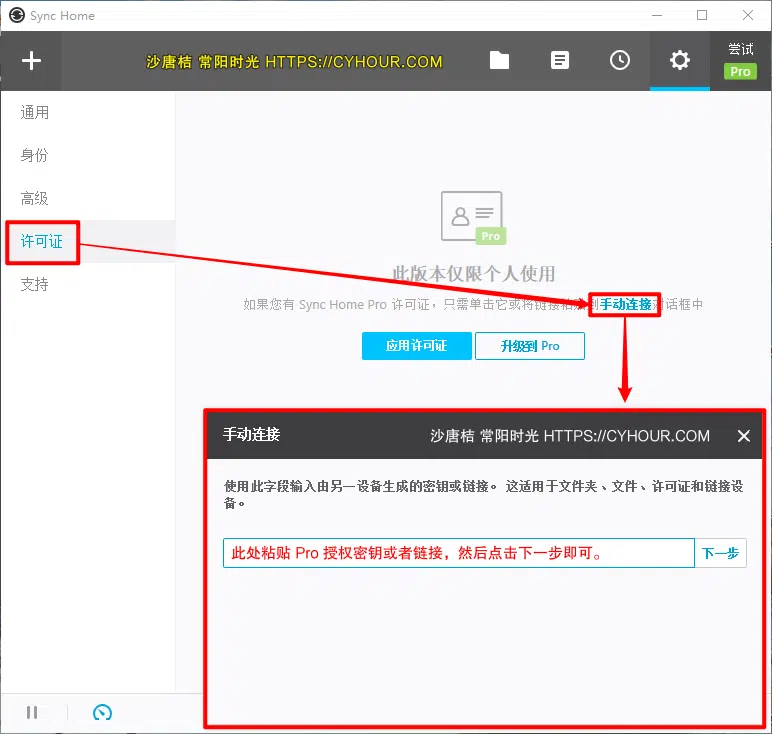 Sync Home
沙唐桔 常阳时光 HTTPS://CYHOUR.COM
尝试
Pro
通用
身份
高级
许可证
支持
Pro
此版本仅限个人使用
如果您有 Sync Home Pro 许可证，只需单击它或将链接粘贴到手动连接对话框中
应用许可证
升级到 Pro
手动连接
沙唐桔 常阳时光 HTTPS://CYHOUR.COM
使用此字段输入由另一设备生成的密钥或链接。 这适用于文件夹、文件、许可证和链接设
备。
此处粘贴 Pro 授权密钥或者链接，然后点击下一步即可。
下一步